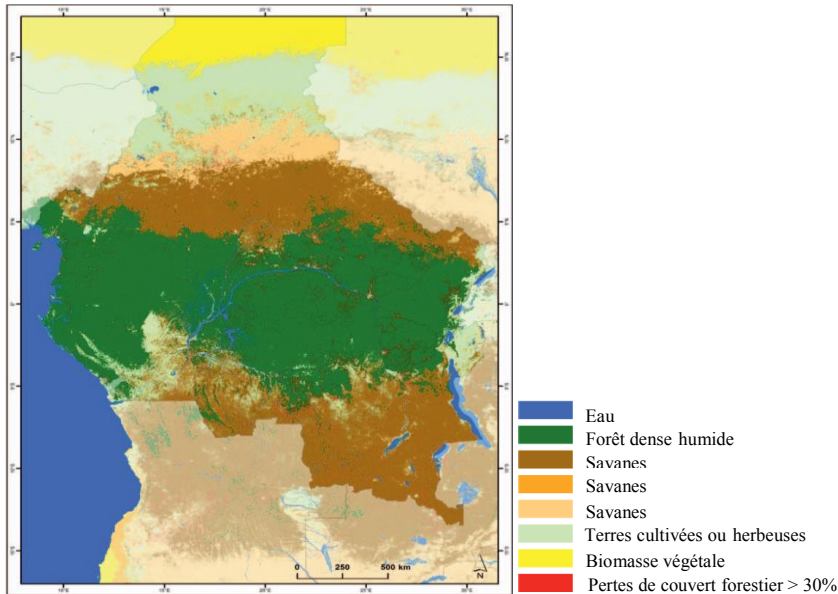 Eau
Forêt dense humide
Savanes
Savanes
Savanes
Terres cultivées ou herbeuses
Biomasse végétale
Pertes de couvert forestier > 30%
0 250 500 km
N